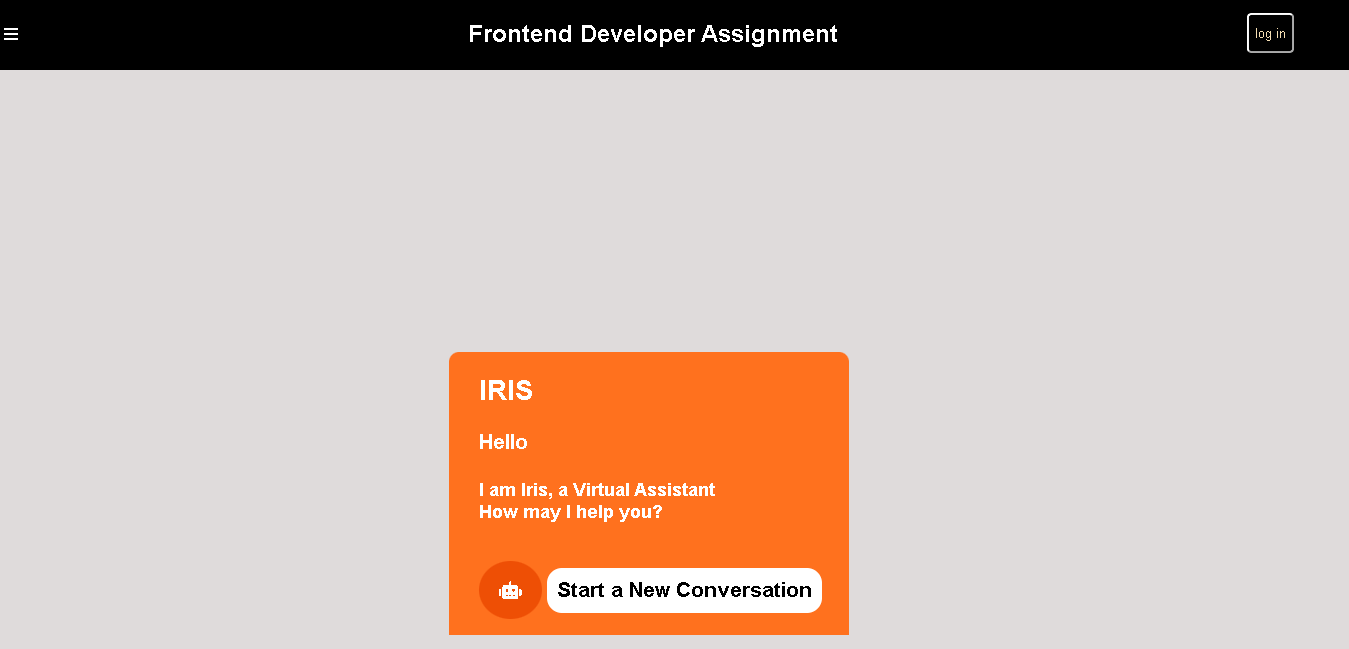 Frontend Developer Assignment
log in
IRIS
Hello
I am Iris, a Virtual Assistant
How may I help you?
Start a New Conversation